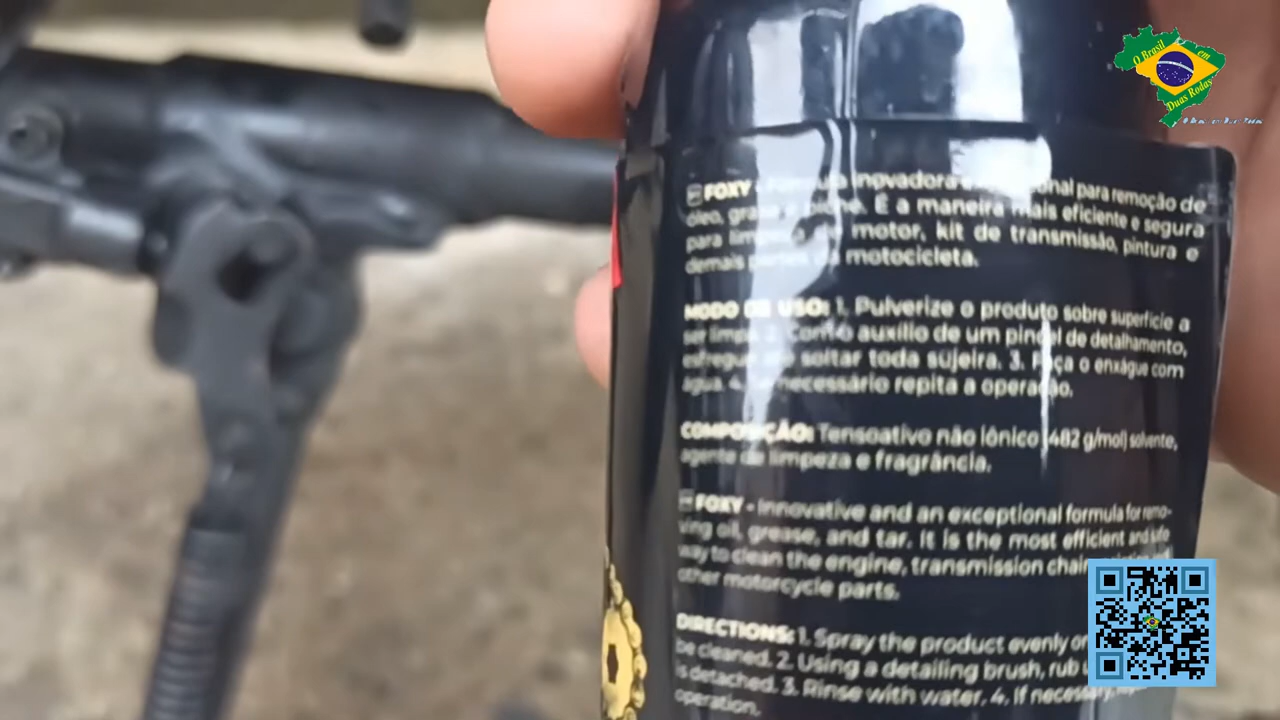 O Brasil em
Duas Rodas
FOXY - inovadora para remoção de
óleo, graxa e piche. É a maneira mais eficiente e segura
para limpeza do motor, kit de transmissão, pintura e
demais partes da motocicleta.
MODO DE USO: 1. Pulverize o produto sobre superfície a
ser limpa. 2. Com o auxílio de um pincel de detalhamento,
esfregue até soltar toda sujeira. 3. Faça o enxágue com
água. 4. Se necessário repita a operação.
COMPOSIÇÃO: Tensoativo não iônico (482 g/mol) solvente,
agente de limpeza e fragrância.
FOXY - Innovative and an exceptional formula for remo-
ving oil, grease, and tar. It is the most efficient and safe
way to clean the engine, transmission chain,
other motorcycle parts.
DIRECTIONS: 1. Spray the product evenly
be cleaned. 2. Using a detailing brush, rub
is detached. 3. Rinse with water. 4. If necessary,
operation.